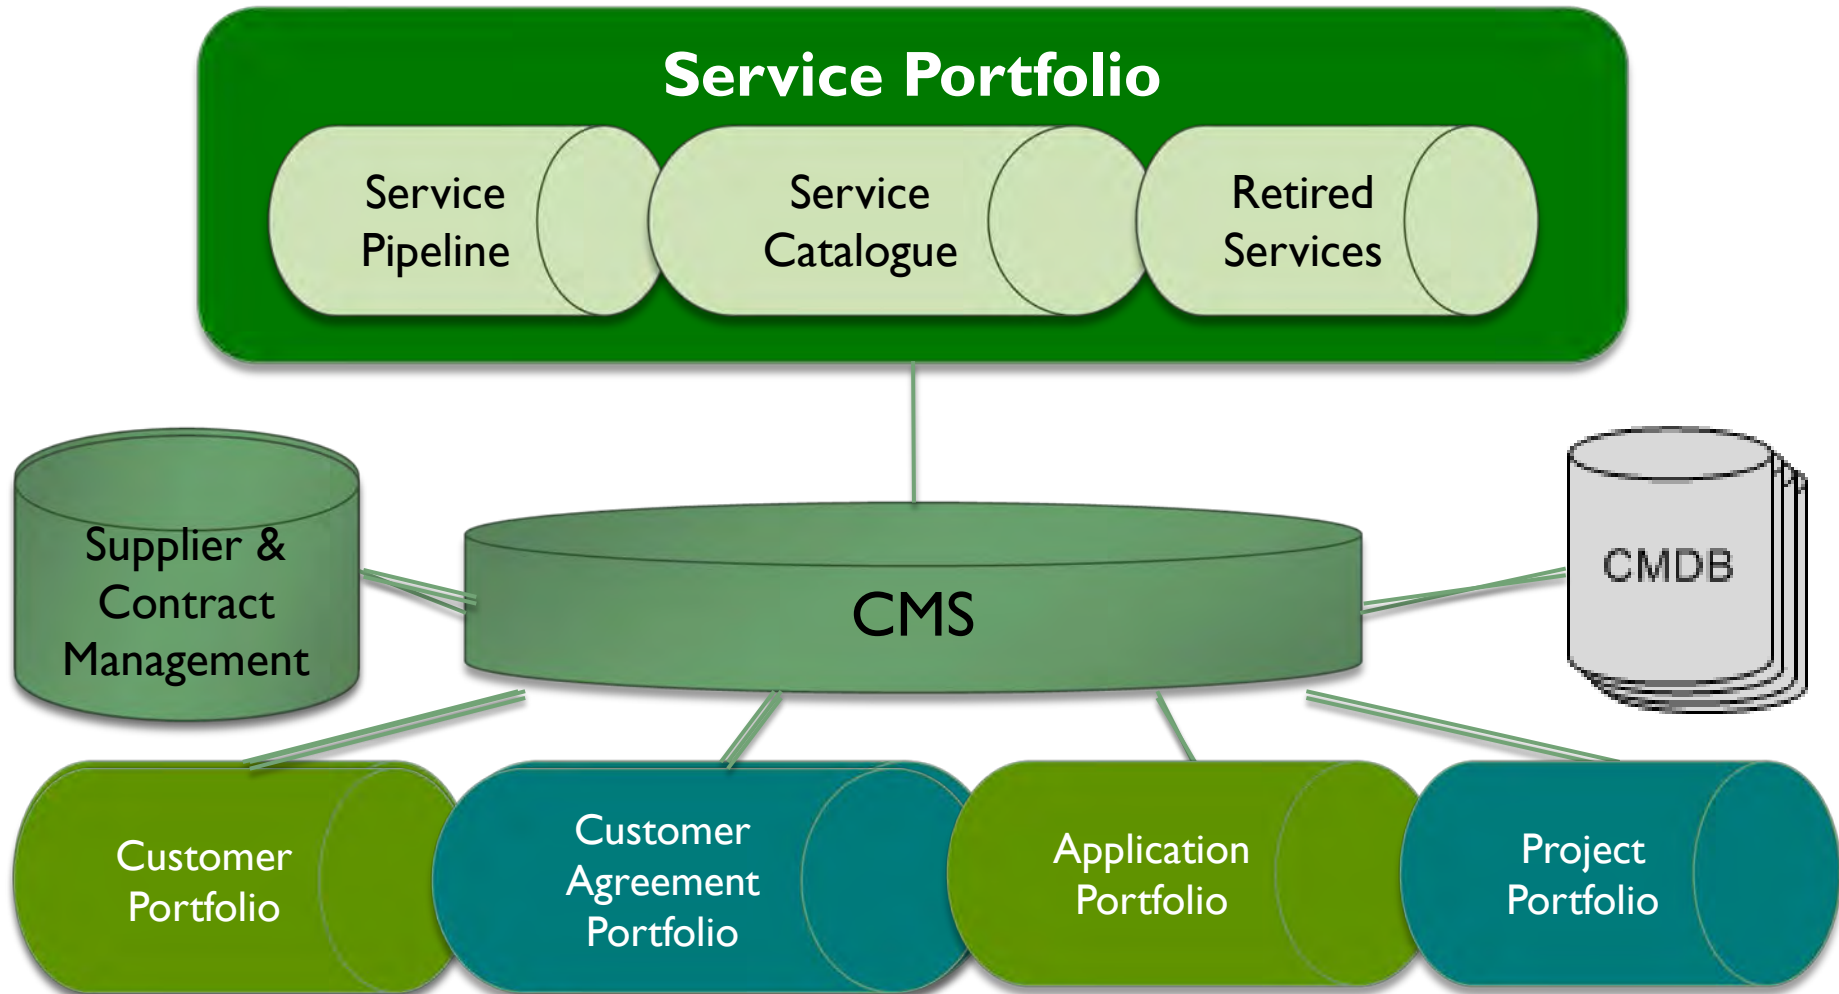 Service Portfolio
Service
Pipeline
Service
Catalogue
Retired
Services
Supplier &
Contract
Management
CMS
CMDB
Customer
Portfolio
Customer
Agreement
Portfolio
Application
Portfolio
Project
Portfolio